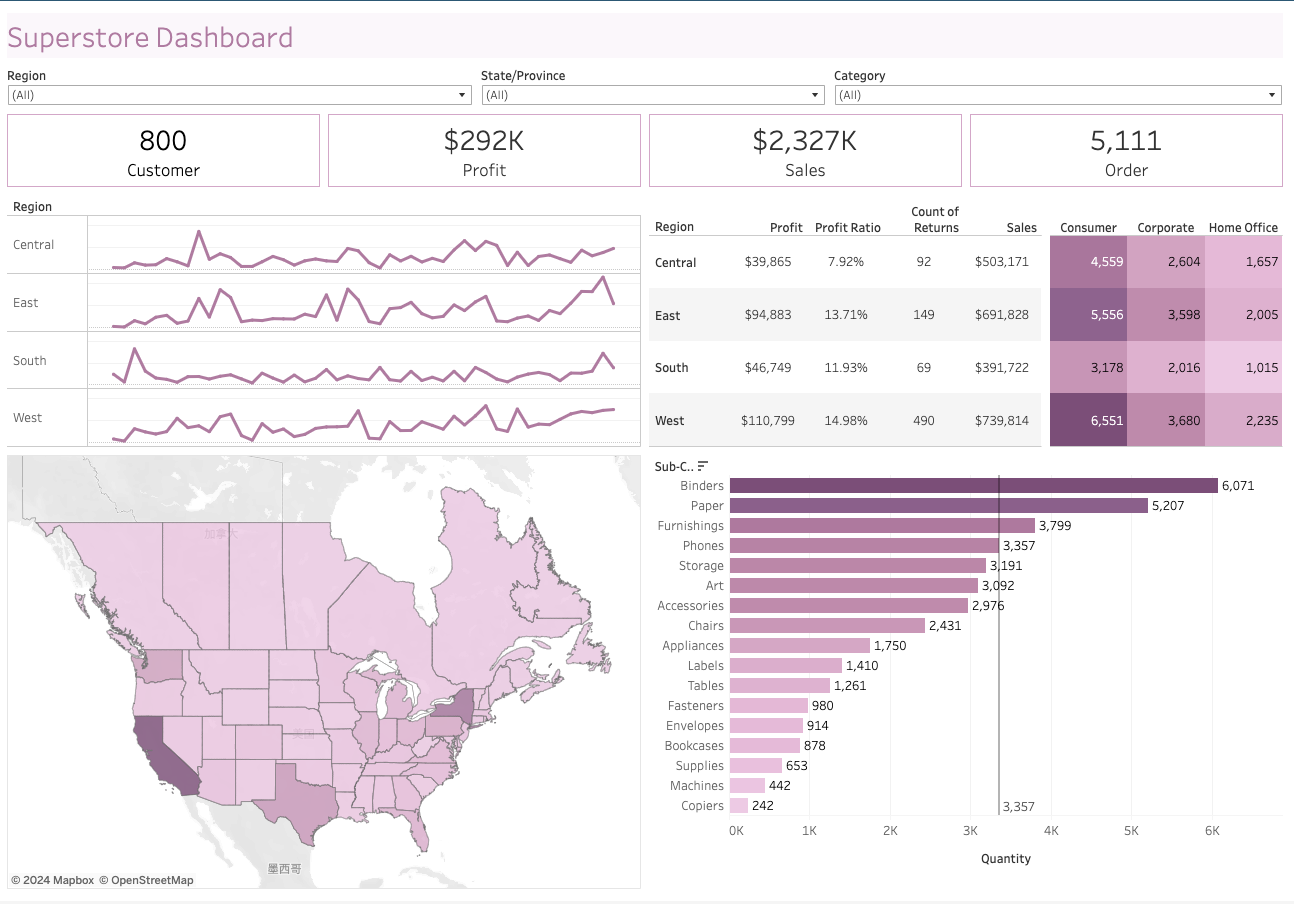 Superstore Dashboard
Region State/Province Category
(All) (All) (All)
800 $292K $2,327K 5,111
Customer Profit Sales Order
Region
Central
East
South
West
Region Profit Profit Ratio Count of Returns Sales Consumer Corporate Home Office
Central $39,865 7.92% 92 $503,171 4,559 2,604 1,657
East $94,883 13.71% 149 $691,828 5,556 3,598 2,005
South $46,749 11.93% 69 $391,722 3,178 2,016 1,015
West $110,799 14.98% 490 $739,814 6,551 3,680 2,235
加拿大
美国
墨西哥
© 2024 Mapbox © OpenStreetMap
Sub-C..
Binders 6,071
Paper 5,207
Furnishings 3,799
Phones 3,357
Storage 3,191
Art 3,092
Accessories 2,976
Chairs 2,431
Appliances 1,750
Labels 1,410
Tables 1,261
Fasteners 980
Envelopes 914
Bookcases 878
Supplies 653
Machines 442
Copiers 242
3,357
0K 1K 2K 3K 4K 5K 6K
Quantity